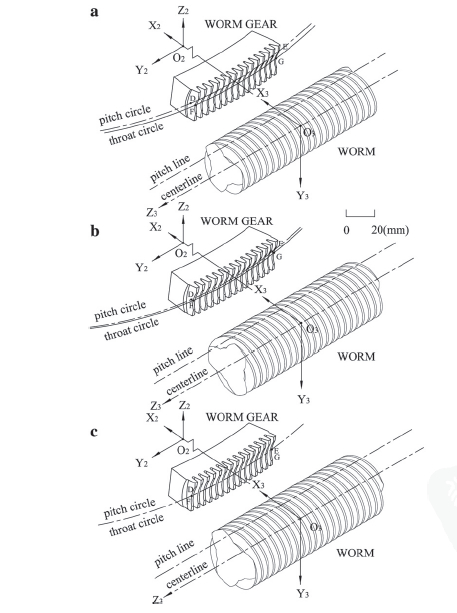 a
Z2
WORM GEAR
X2
O2
Y2
E
G
D
F
X3
pitch circle
throat circle
O3
WORM
pitch line
centerline
Y3
Z3
0 20(mm)
b
Z2
WORM GEAR
X2
O2
Y2
E
G
D
F
X3
pitch circle
throat circle
O3
WORM
pitch line
centerline
Y3
Z3
c
Z2
WORM GEAR
X2
O2
Y2
E
G
D
X3
pitch circle
throat circle
O3
WORM
pitch line
centerline
Y3
Z3